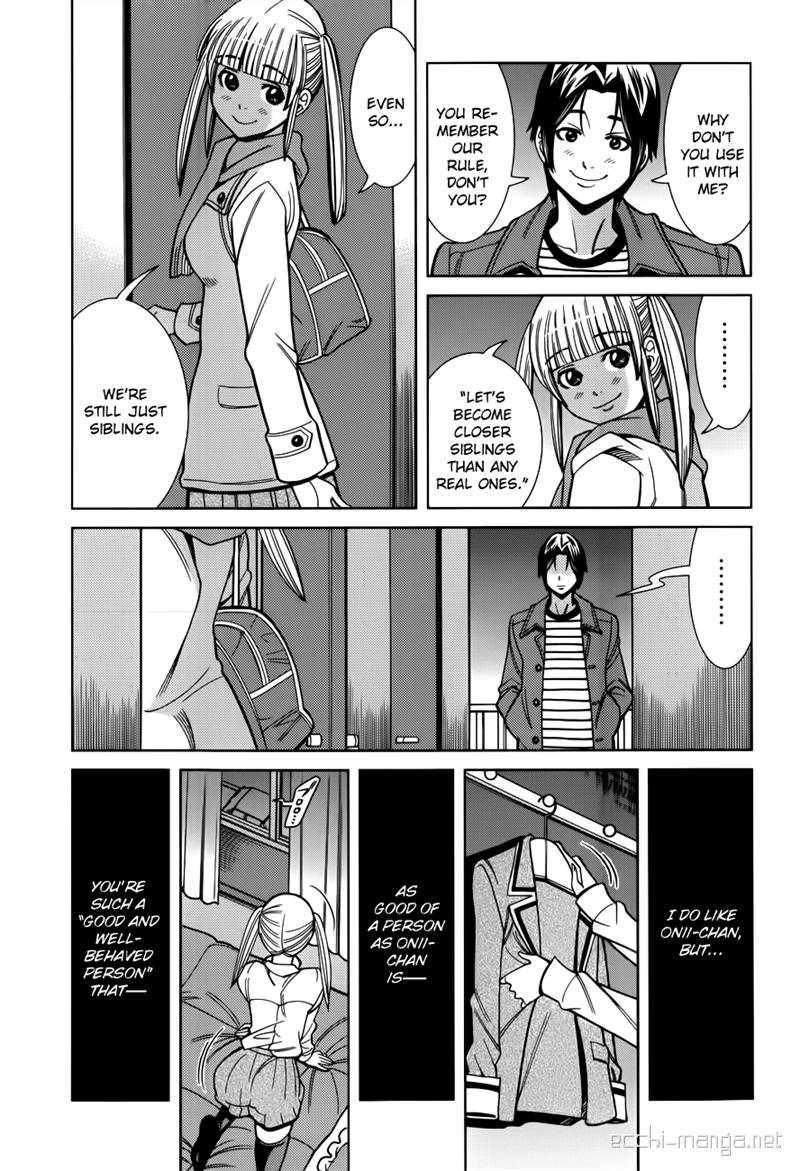 WHY
DON'T
YOU USE
IT WITH
ME?
YOU RE-
MEMBER
OUR
RULE,
DON'T
YOU?
.........
"LET'S
BECOME
CLOSER
SIBLINGS
THAN ANY
REAL ONES."
EVEN
SO...
WE'RE
STILL JUST
SIBLINGS.
.........
I DO LIKE
ONII-CHAN,
BUT...
AS
GOOD OF
A PERSON
AS ONII-
CHAN
IS—
YOU'RE
SUCH A
"GOOD AND
WELL-
BEHAVED
PERSON"
THAT—
ecchi-manga.net